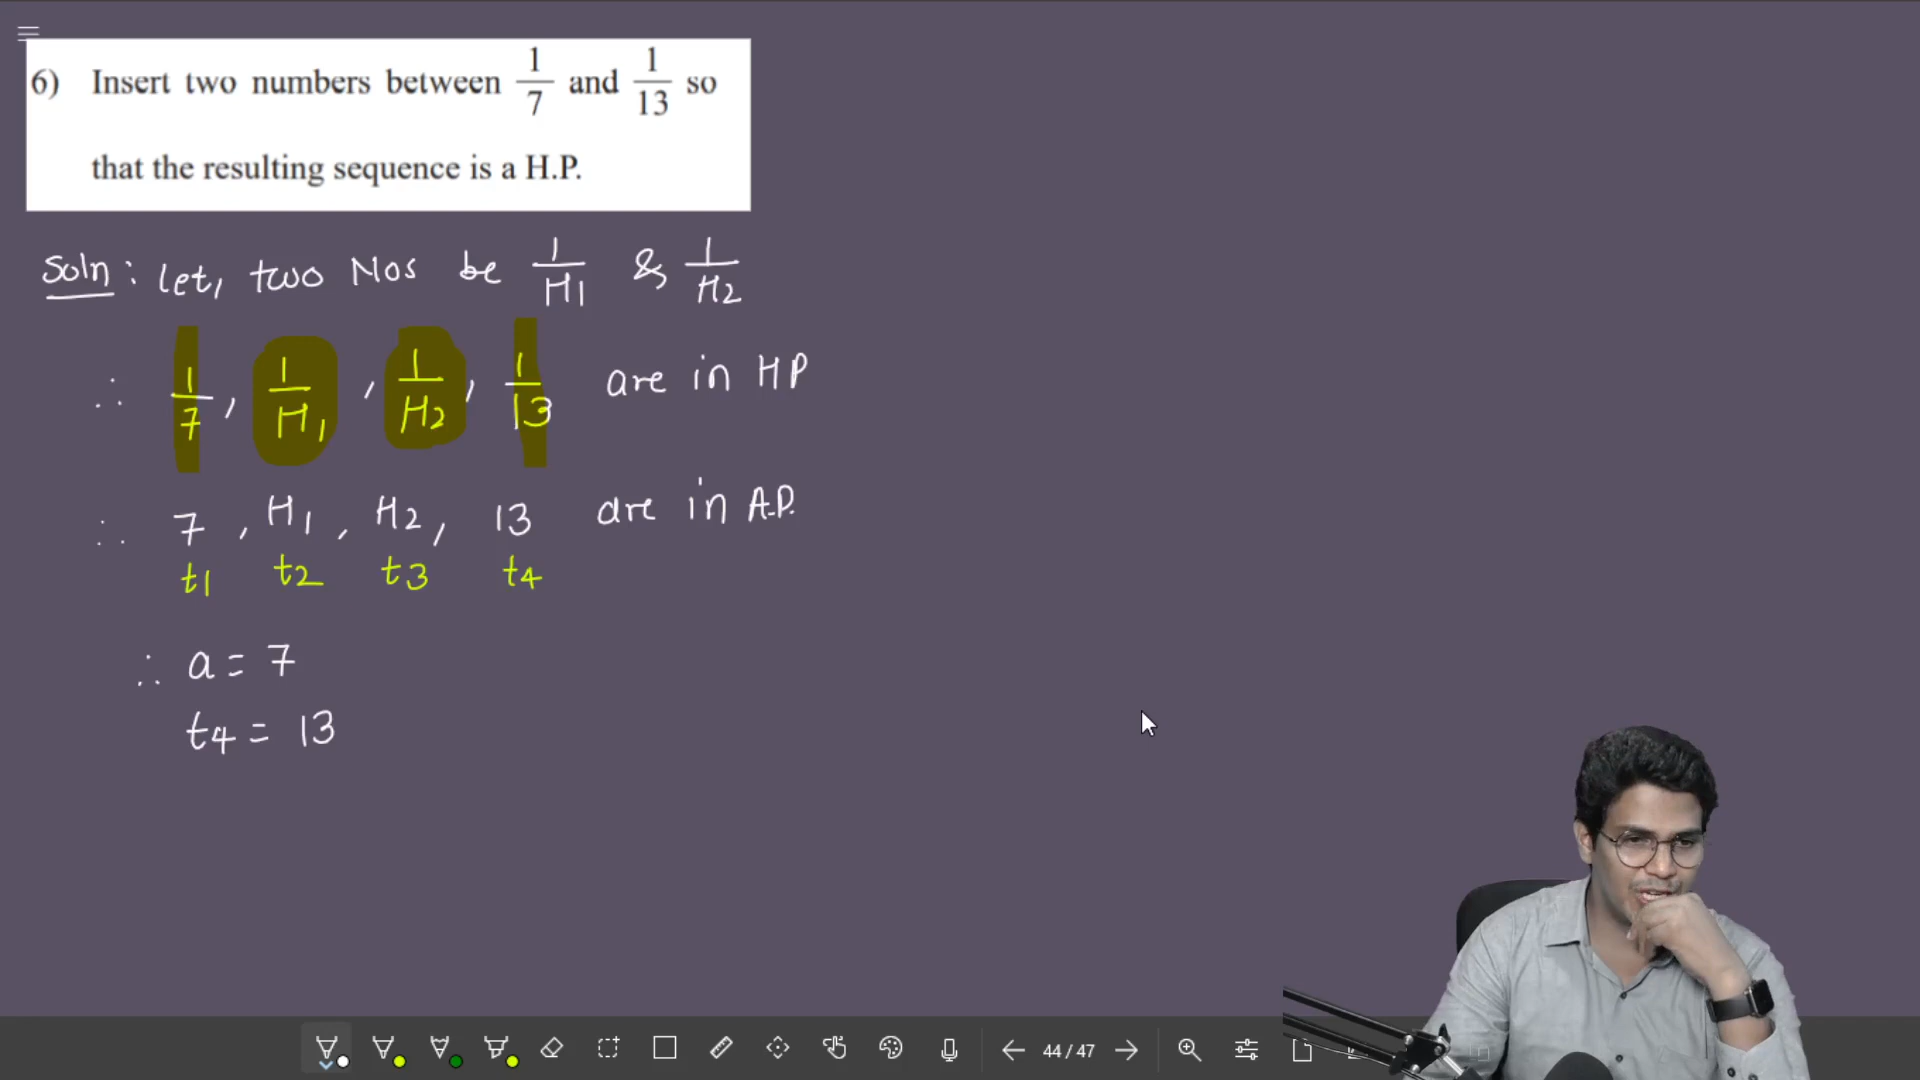 6) Insert two numbers between 1/7 and 1/13 so
that the resulting sequence is a H.P.
Soln : let, two Nos be 1/H1 & 1/H2
∴ 1/7, 1/H1, 1/H2, 1/13 are in HP
∴ 7, H1, H2, 13 are in A.P.
t1 t2 t3 t4
∴ a = 7
t4 = 13
44 / 47